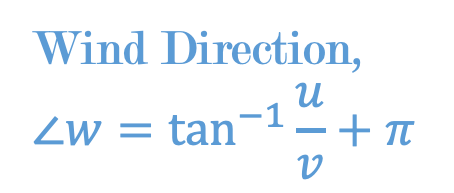 Wind Direction,
∠w = tan⁻¹ u/v + π